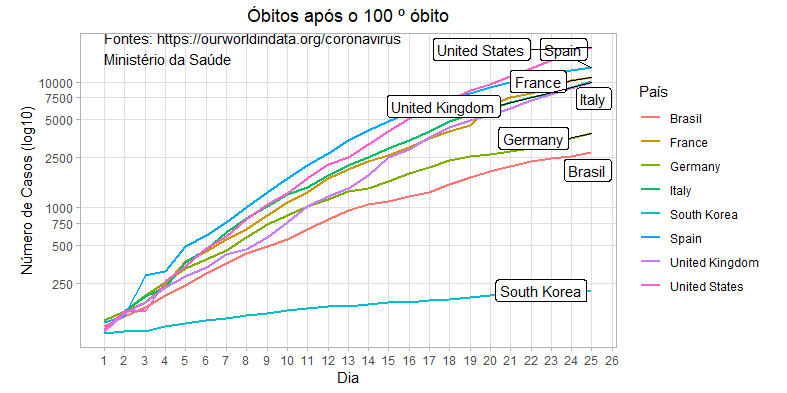 Óbitos após o 100 º óbito
Fontes: https://ourworldindata.org/coronavirus
Ministério da Saúde
United States
Spain
France
United Kingdom
Italy
Germany
Brasil
South Korea
10000
7500
5000
2500
1000
750
500
250
Número de Casos (log10)
1 2 3 4 5 6 7 8 9 10 11 12 13 14 15 16 17 18 19 20 21 22 23 24 25 26
Dia
País
Brasil
France
Germany
Italy
South Korea
Spain
United Kingdom
United States